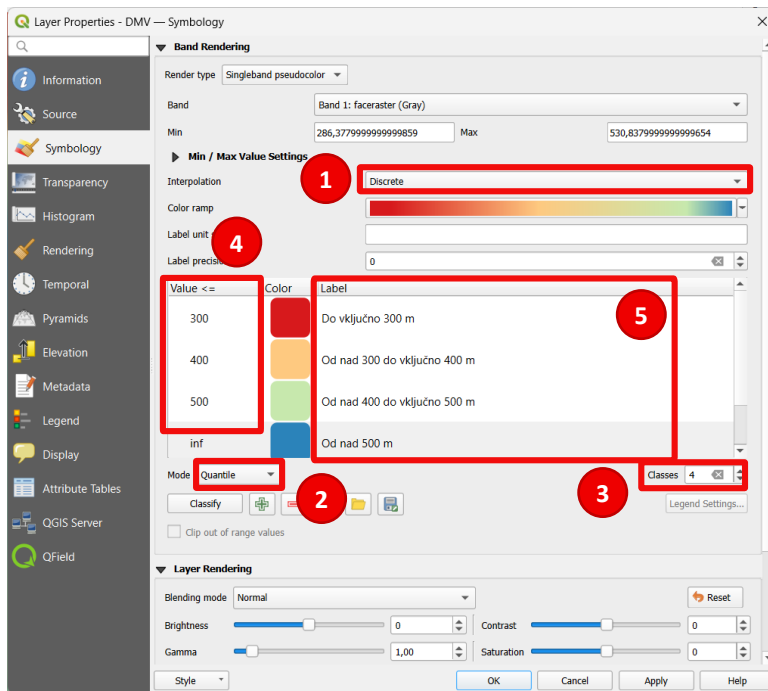 Layer Properties - DMV — Symbology
Information
Source
Symbology
Transparency
Histogram
Rendering
Temporal
Pyramids
Elevation
Metadata
Legend
Display
Attribute Tables
QGIS Server
QField
Band Rendering
Render type Singleband pseudocolor
Band Band 1: faceraster (Gray)
Min 286,3779999999999859 Max 530,8379999999999654
Min / Max Value Settings
1
Interpolation Discrete
Color ramp
Label unit
4
Label precision 0
Value <= Color Label
5
300 Do vključno 300 m
400 Od nad 300 do vključno 400 m
500 Od nad 400 do vključno 500 m
inf Od nad 500 m
Mode Quantile Classes 4
2
3
Classify Legend Settings...
Clip out of range values
Layer Rendering
Blending mode Normal Reset
Brightness 0 Contrast 0
Gamma 1,00 Saturation 0
Style OK Cancel Apply Help